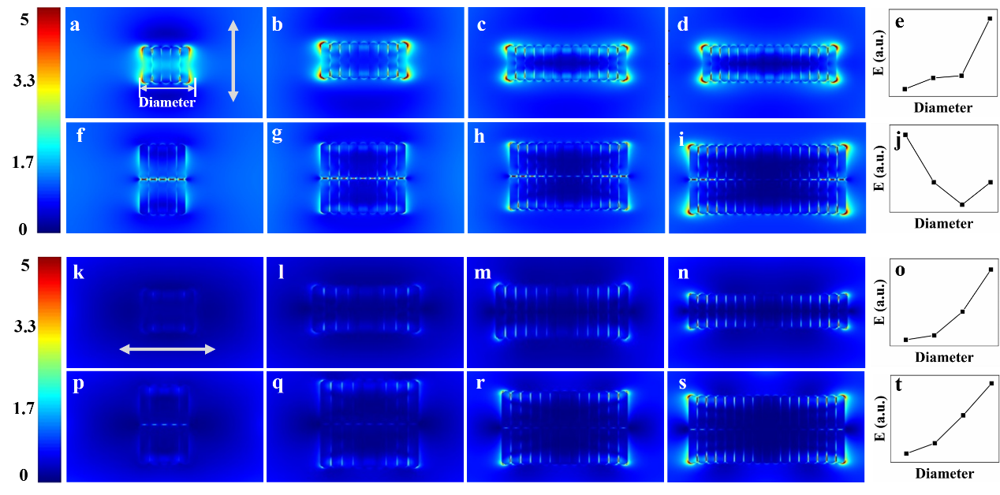 5
3.3
1.7
0
a
Diameter
b
c
d
e
E (a.u.)
Diameter
f
g
h
i
j
E (a.u.)
Diameter
5
3.3
1.7
0
k
l
m
n
o
E (a.u.)
Diameter
p
q
r
s
t
E (a.u.)
Diameter